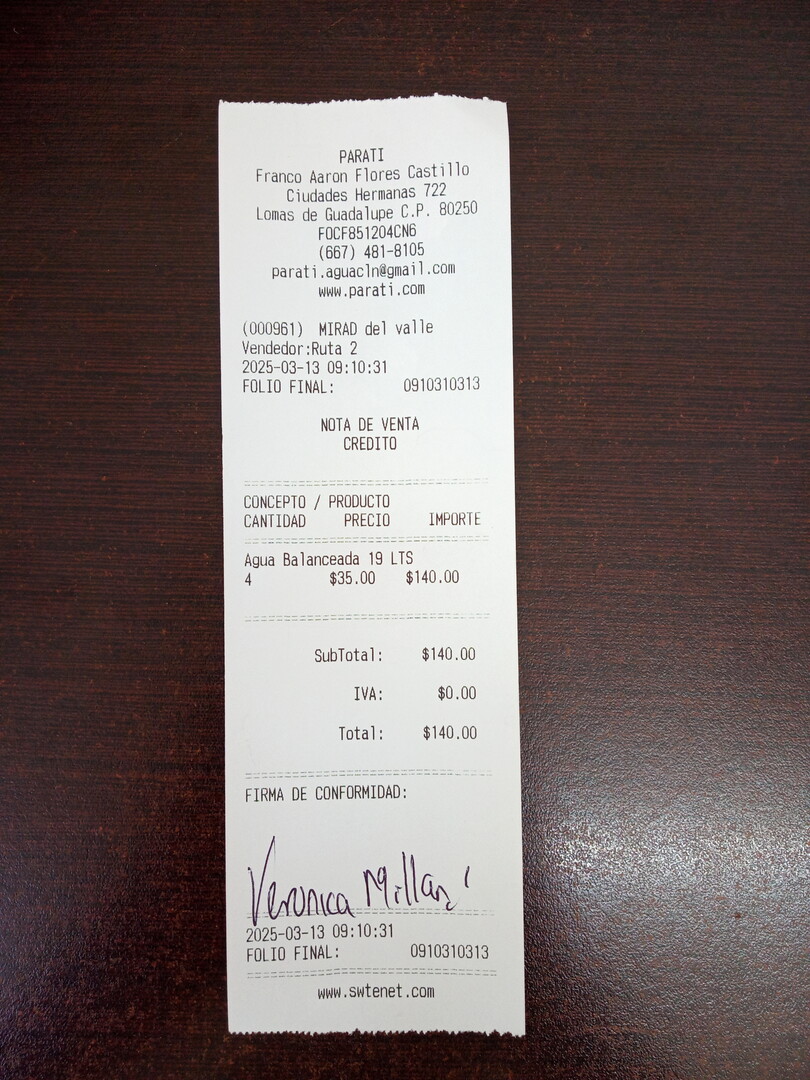 PARATI
Franco Aaron Flores Castillo
Ciudades Hermanas 722
Lomas de Guadalupe C.P. 80250
FOCF851204CN6
(667) 481-8105
parati.aguacln@gmail.com
www.parati.com
(000961) MIRAD del valle
Vendedor:Ruta 2
2025-03-13 09:10:31
FOLIO FINAL: 0910310313
NOTA DE VENTA
CREDITO
CONCEPTO / PRODUCTO
CANTIDAD PRECIO IMPORTE
Agua Balanceada 19 LTS
4 $35.00 $140.00
SubTotal: $140.00
IVA: $0.00
Total: $140.00
FIRMA DE CONFORMIDAD:
Veronica Millan
2025-03-13 09:10:31
FOLIO FINAL: 0910310313
www.swtenet.com